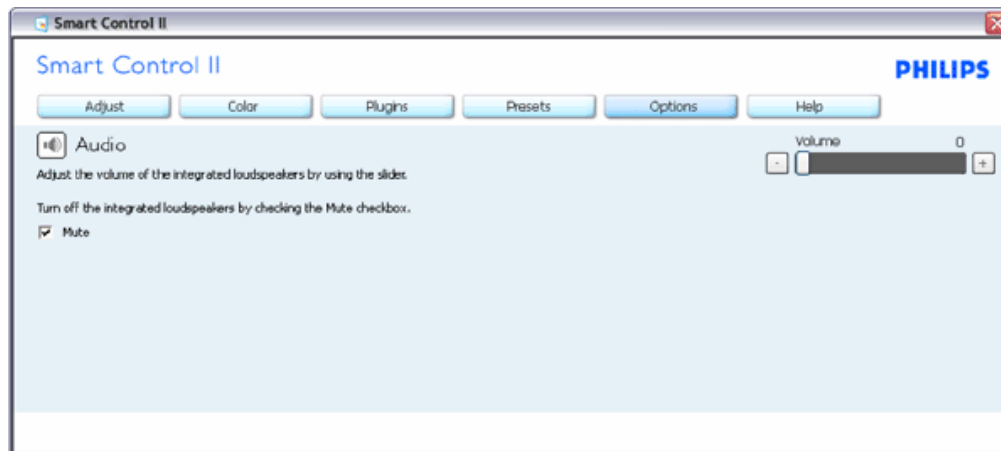 Smart Control II
Smart Control II
PHILIPS
Adjust Color Plugins Presets Options Help
Audio
Volume 0
- +
Adjust the volume of the integrated loudspeakers by using the slider.
Turn off the integrated loudspeakers by checking the Mute checkbox.
Mute